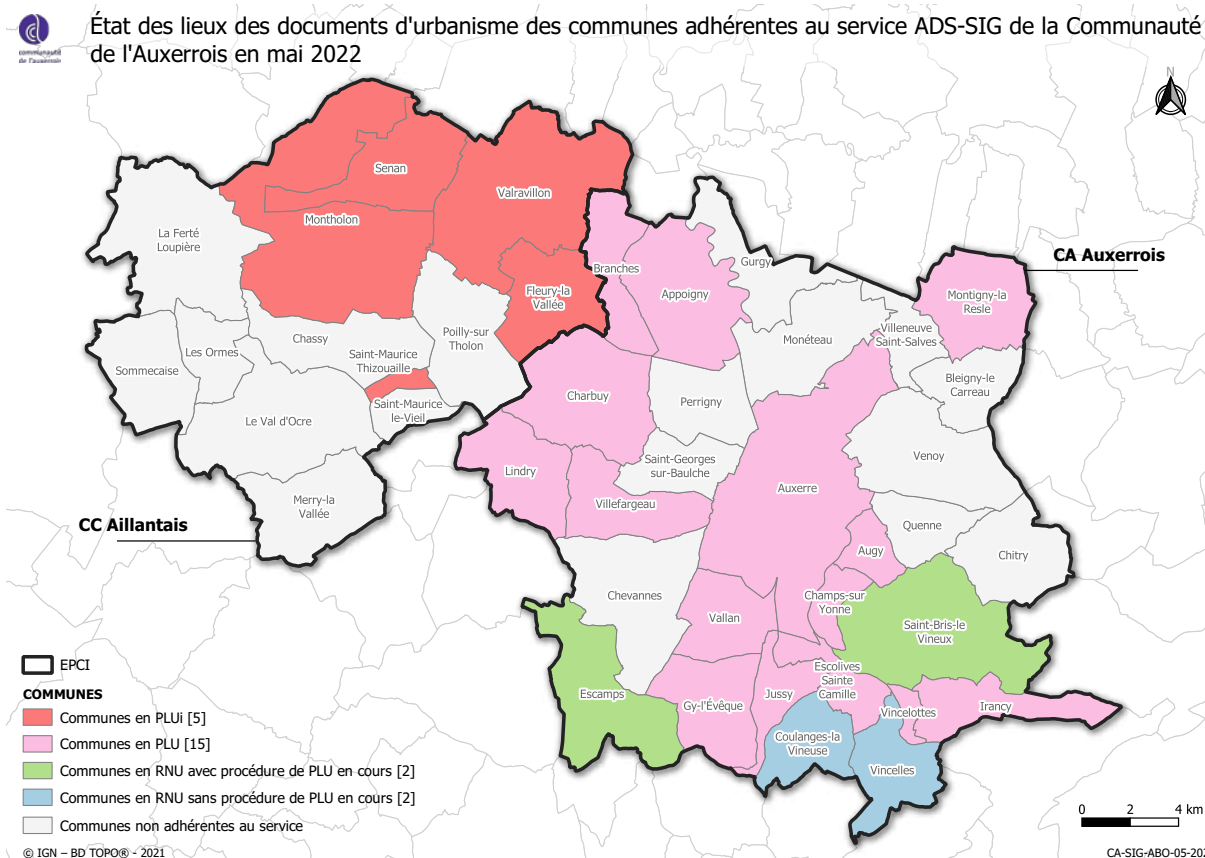 communauté
de l'auxerrois
État des lieux des documents d'urbanisme des communes adhérentes au service ADS-SIG de la Communauté
de l'Auxerrois en mai 2022
N
Senan
Valravillon
Montholon
La Ferté
Loupière
CA Auxerrois
Gurgy
Branches
Appoigny
Fleury-la
Vallée
Montigny-la
Resle
Villeneuve
Saint-Salves
Monéteau
Poilly-sur
Tholon
Chassy
Les Ormes
Saint-Maurice
Thizouaille
Sommecaise
Bleigny-le
Carreau
Charbuy
Perrigny
Saint-Maurice
le-Vieil
Le Val d'Ocre
Venoy
Saint-Georges
sur-Baulche
Lindry
Auxerre
Villefargeau
Merry-la
Vallée
CC Aillantais
Quenne
Augy
Chitry
Chevannes
Champs-sur
Yonne
Vallan
Saint-Bris-le
Vineux
Escolives
Sainte
Camille
Escamps
Jussy
Gy-l'Évêque
Vincelottes
Irancy
Coulanges-la
Vineuse
Vincelles
EPCI
COMMUNES
Communes en PLUi [5]
Communes en PLU [15]
Communes en RNU avec procédure de PLU en cours [2]
Communes en RNU sans procédure de PLU en cours [2]
Communes non adhérentes au service
0 2 4 km
© IGN – BD TOPO® - 2021
CA-SIG-ABO-05-202